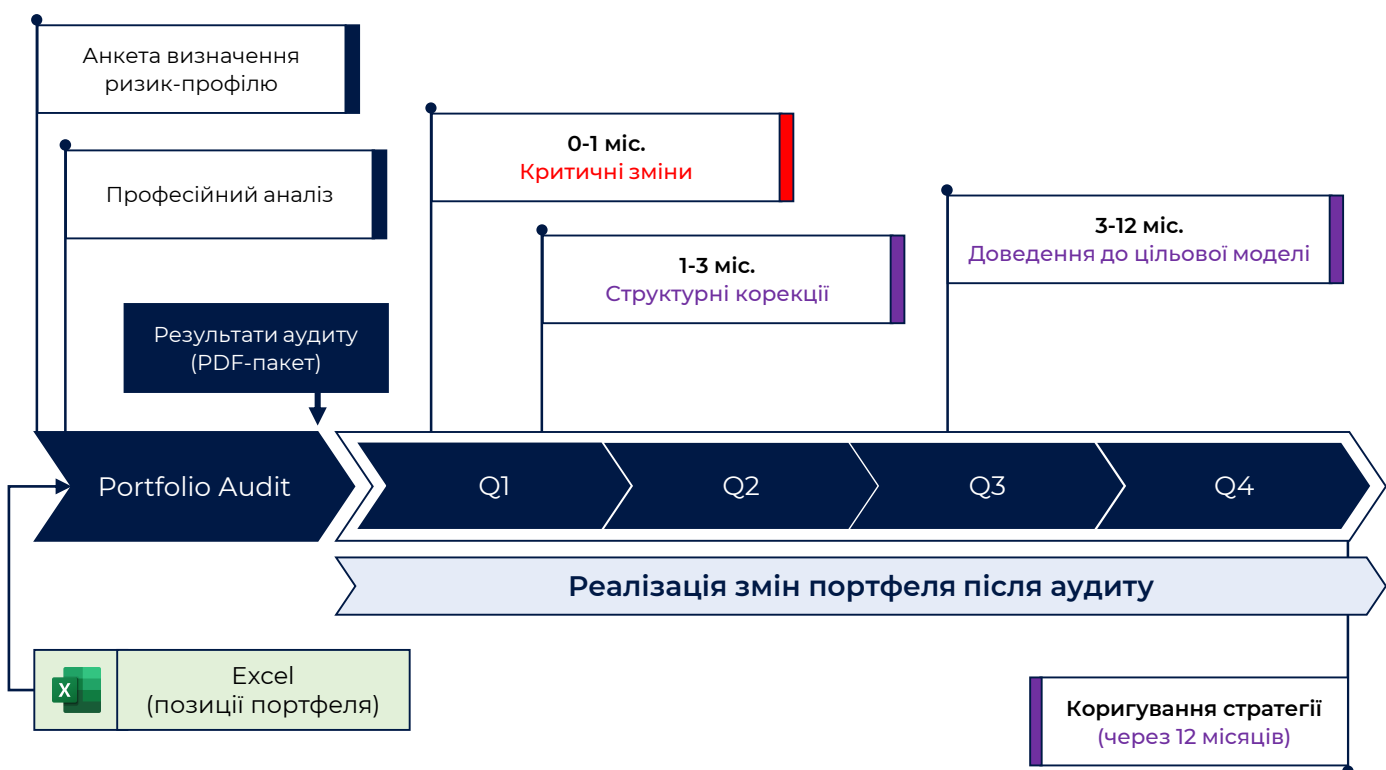 Анкета визначення
ризик-профілю
Професійний аналіз
Результати аудиту
(PDF-пакет)
0-1 міс.
Критичні зміни
1-3 міс.
Структурні корекції
3-12 міс.
Доведення до цільової моделі
Portfolio Audit
Q1
Q2
Q3
Q4
Реалізація змін портфеля після аудиту
X
Excel
(позиції портфеля)
Коригування стратегії
(через 12 місяців)